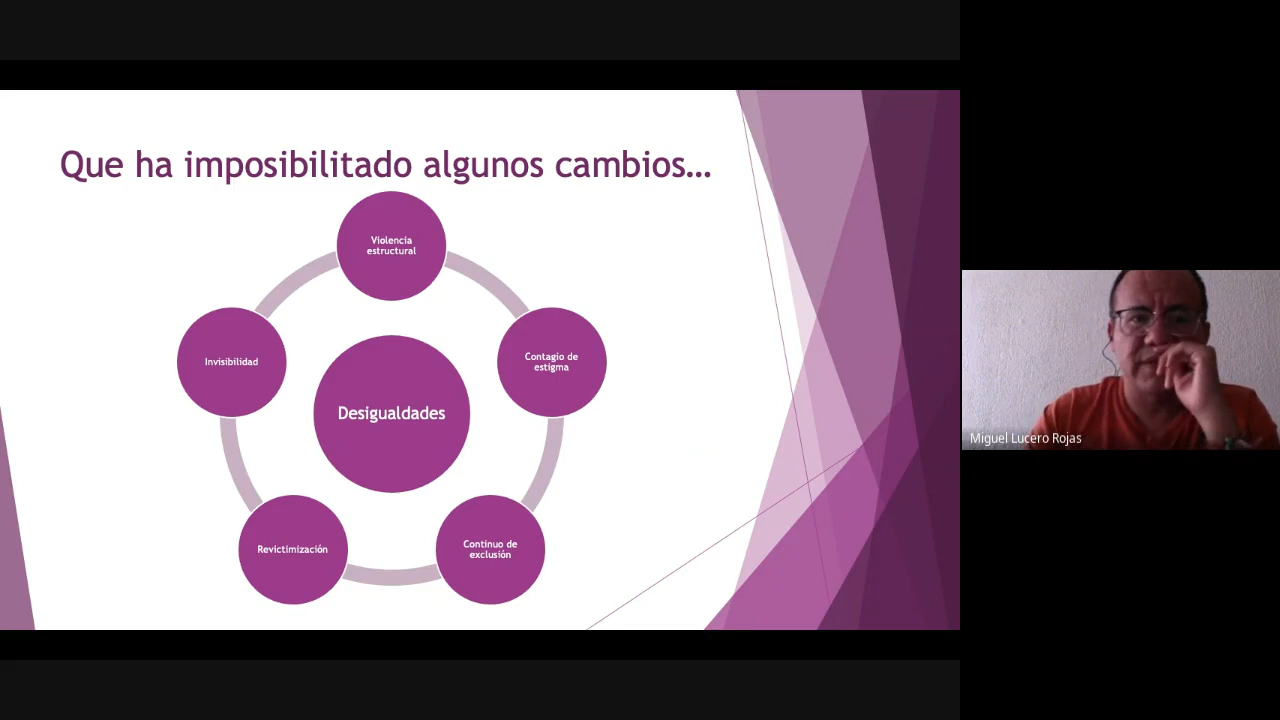 Que ha imposibilitado algunos cambios...
Violencia
estructural
Contagio de
estigma
Continuo de
exclusión
Revictimización
Invisibilidad
Desigualdades
Miguel Lucero Rojas